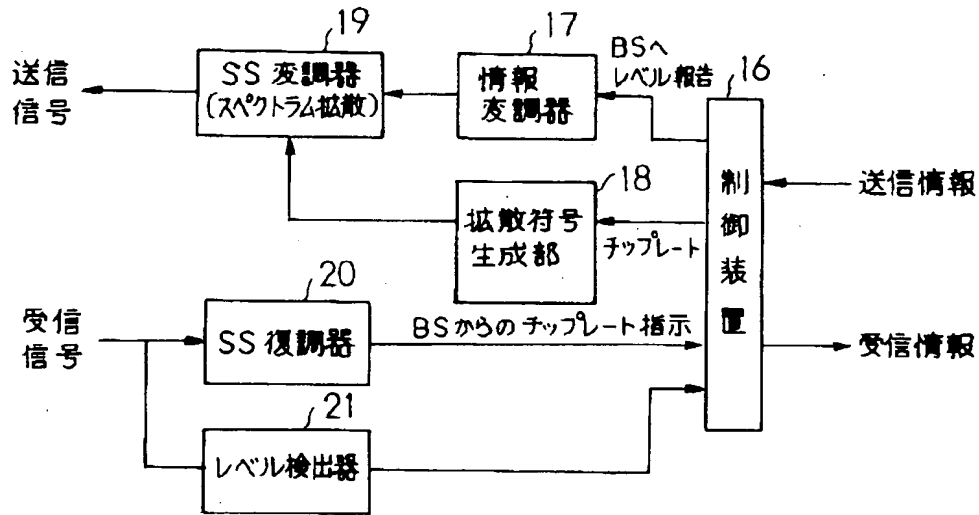 19
SS変調器
(スペクトラム拡散)
送信
信号
17
情報
変調器
BSへ
レベル報告
16
制御装置
送信情報
18
拡散符号
生成部
チップレート
20
SS復調器
受信
信号
BSからのチップレート指示
受信情報
21
レベル検出器